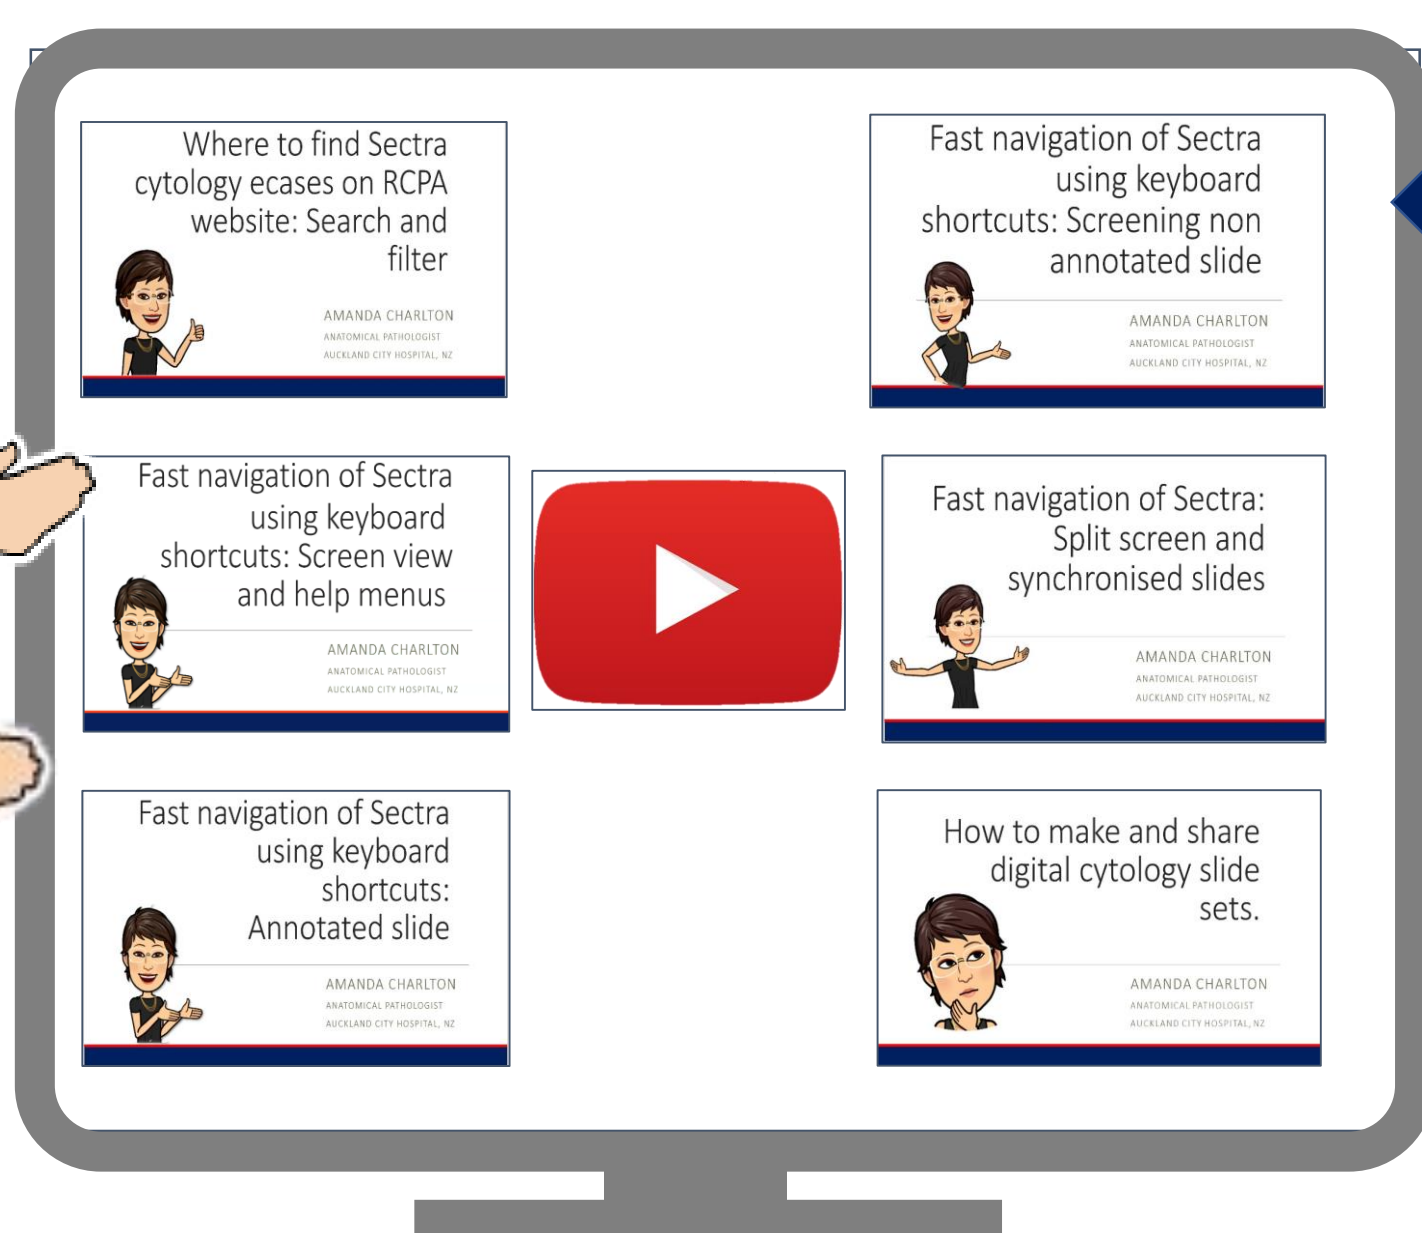 Where to find Sectra
cytology ecases on RCPA
website: Search and
filter
AMANDA CHARLTON
ANATOMICAL PATHOLOGIST
AUCKLAND CITY HOSPITAL, NZ
Fast navigation of Sectra
using keyboard
shortcuts: Screen view
and help menus
AMANDA CHARLTON
ANATOMICAL PATHOLOGIST
AUCKLAND CITY HOSPITAL, NZ
Fast navigation of Sectra
using keyboard
shortcuts:
Annotated slide
AMANDA CHARLTON
ANATOMICAL PATHOLOGIST
AUCKLAND CITY HOSPITAL, NZ
Fast navigation of Sectra
using keyboard
shortcuts: Screening non
annotated slide
AMANDA CHARLTON
ANATOMICAL PATHOLOGIST
AUCKLAND CITY HOSPITAL, NZ
Fast navigation of Sectra:
Split screen and
synchronised slides
AMANDA CHARLTON
ANATOMICAL PATHOLOGIST
AUCKLAND CITY HOSPITAL, NZ
How to make and share
digital cytology slide
sets.
AMANDA CHARLTON
ANATOMICAL PATHOLOGIST
AUCKLAND CITY HOSPITAL, NZ